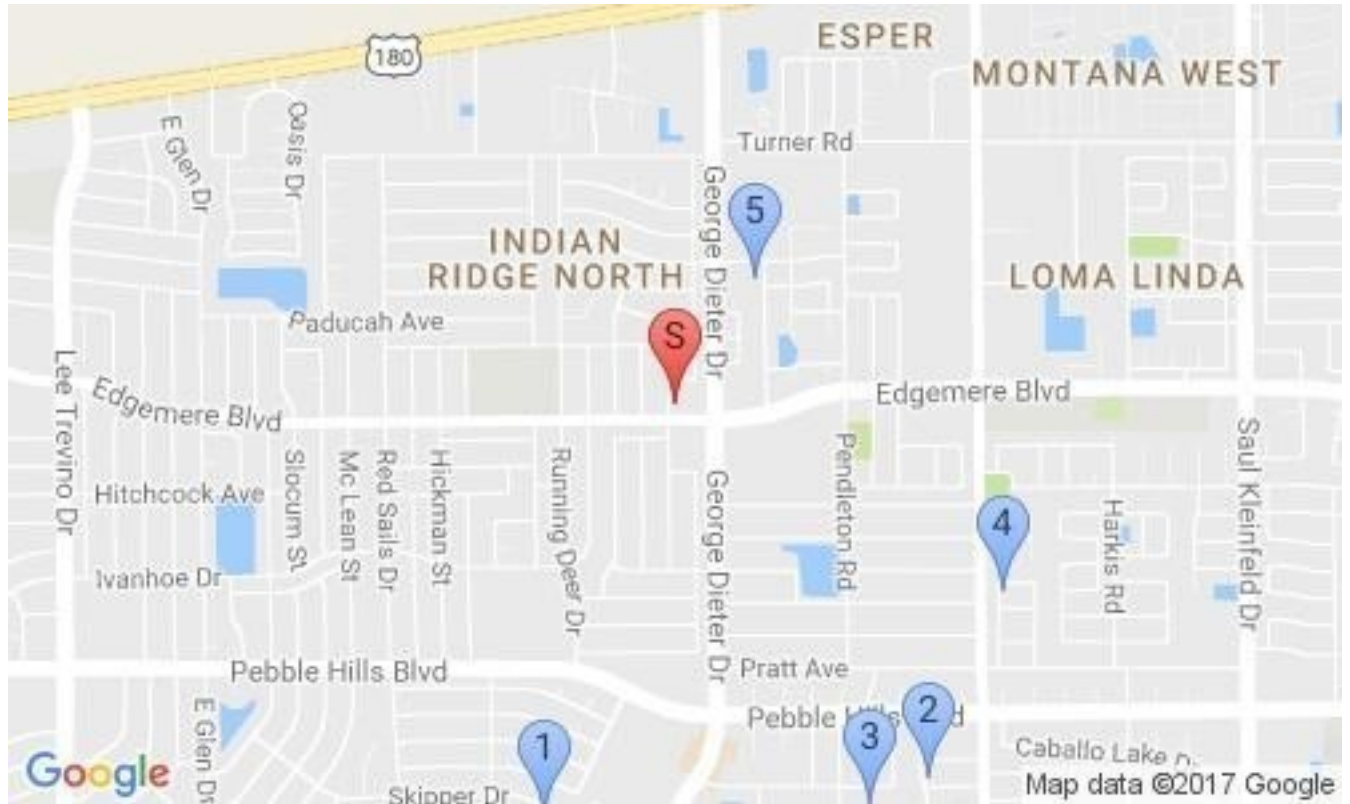 180
ESPER
MONTANA WEST
E Glen Dr
Oasis Dr
Turner Rd
George Dieter Dr
5
INDIAN
RIDGE NORTH
LOMA LINDA
Paducah Ave
S
Lee Trevino Dr
Edgemere Blvd
Edgemere Blvd
Saul Kleinfeld Dr
Slocum St
Mc Lean St
Red Sails Dr
Hickman St
Running Deer Dr
George Dieter Dr
Pendleton Rd
Hitchcock Ave
4
Harkis Rd
Ivanhoe Dr
Pebble Hills Blvd
Pratt Ave
E Glen Dr
1
Pebble Hills
3
2
Caballo Lake
Google
Skipper Dr
Map data ©2017 Google